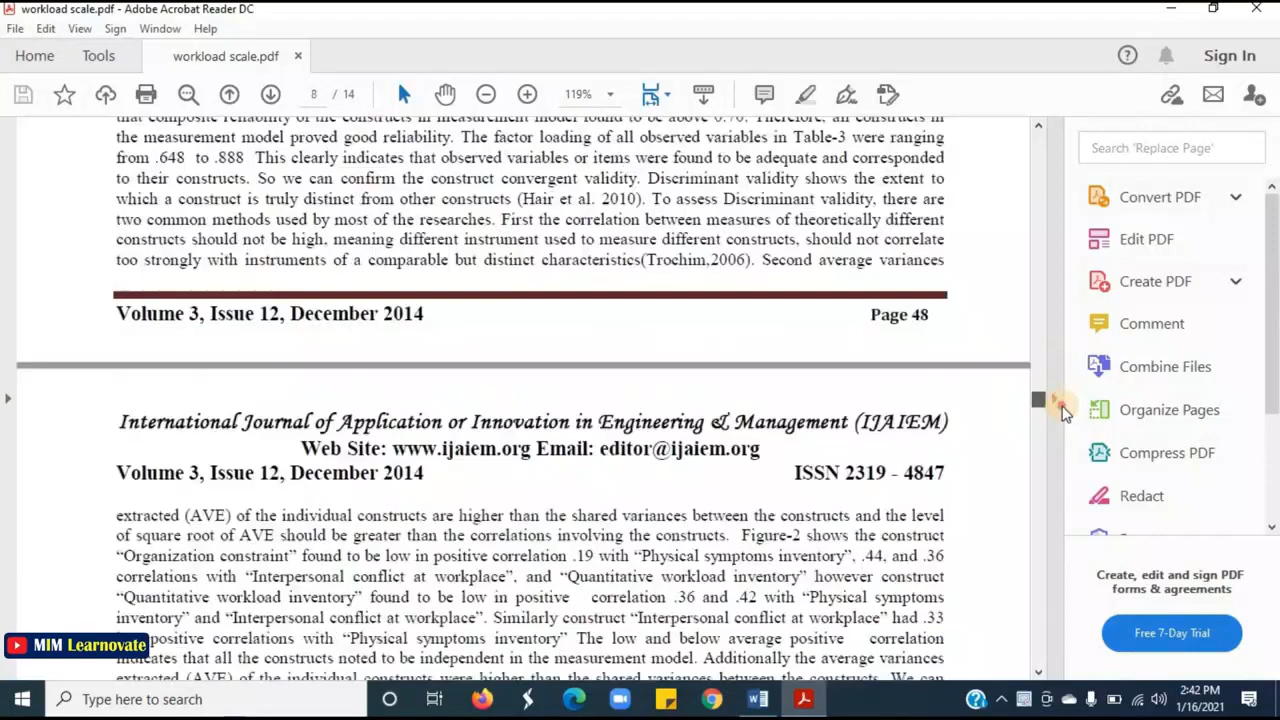 workload scale.pdf - Adobe Acrobat Reader DC
File Edit View Sign Window Help
Home Tools workload scale.pdf × Sign In
8 / 14 119%
that composite reliability of the constructs in measurement model found to be above 0.70. Therefore, all constructs in
the measurement model proved good reliability. The factor loading of all observed variables in Table-3 were ranging
from .648 to .888 This clearly indicates that observed variables or items were found to be adequate and corresponded
to their constructs. So we can confirm the construct convergent validity. Discriminant validity shows the extent to
which a construct is truly distinct from other constructs (Hair et al. 2010). To assess Discriminant validity, there are
two common methods used by most of the researches. First the correlation between measures of theoretically different
constructs should not be high, meaning different instrument used to measure different constructs, should not correlate
too strongly with instruments of a comparable but distinct characteristics(Trochim,2006). Second average variances
Volume 3, Issue 12, December 2014 Page 48
International Journal of Application or Innovation in Engineering & Management (IJAIEM)
Web Site: www.ijaiem.org Email: editor@ijaiem.org
Volume 3, Issue 12, December 2014 ISSN 2319 - 4847
extracted (AVE) of the individual constructs are higher than the shared variances between the constructs and the level
of square root of AVE should be greater than the correlations involving the constructs. Figure-2 shows the construct
“Organization constraint” found to be low in positive correlation .19 with “Physical symptoms inventory”, .44, and .36
correlations with “Interpersonal conflict at workplace”, and “Quantitative workload inventory” however construct
“Quantitative workload inventory” found to be low in positive correlation .36 and .42 with “Physical symptoms
inventory” and “Interpersonal conflict at workplace”. Similarly construct “Interpersonal conflict at workplace” had .33
positive correlations with “Physical symptoms inventory” The low and below average positive correlation
indicates that all the constructs noted to be independent in the measurement model. Additionally the average variances
extracted (AVE) of the individual constructs were higher than the shared variances between the constructs. We can
MIM Learnovate
Search 'Replace Page'
Convert PDF
Edit PDF
Create PDF
Comment
Combine Files
Organize Pages
Compress PDF
Redact
Create, edit and sign PDF
forms & agreements
Free 7-Day Trial
Type here to search
2:42 PM
1/16/2021